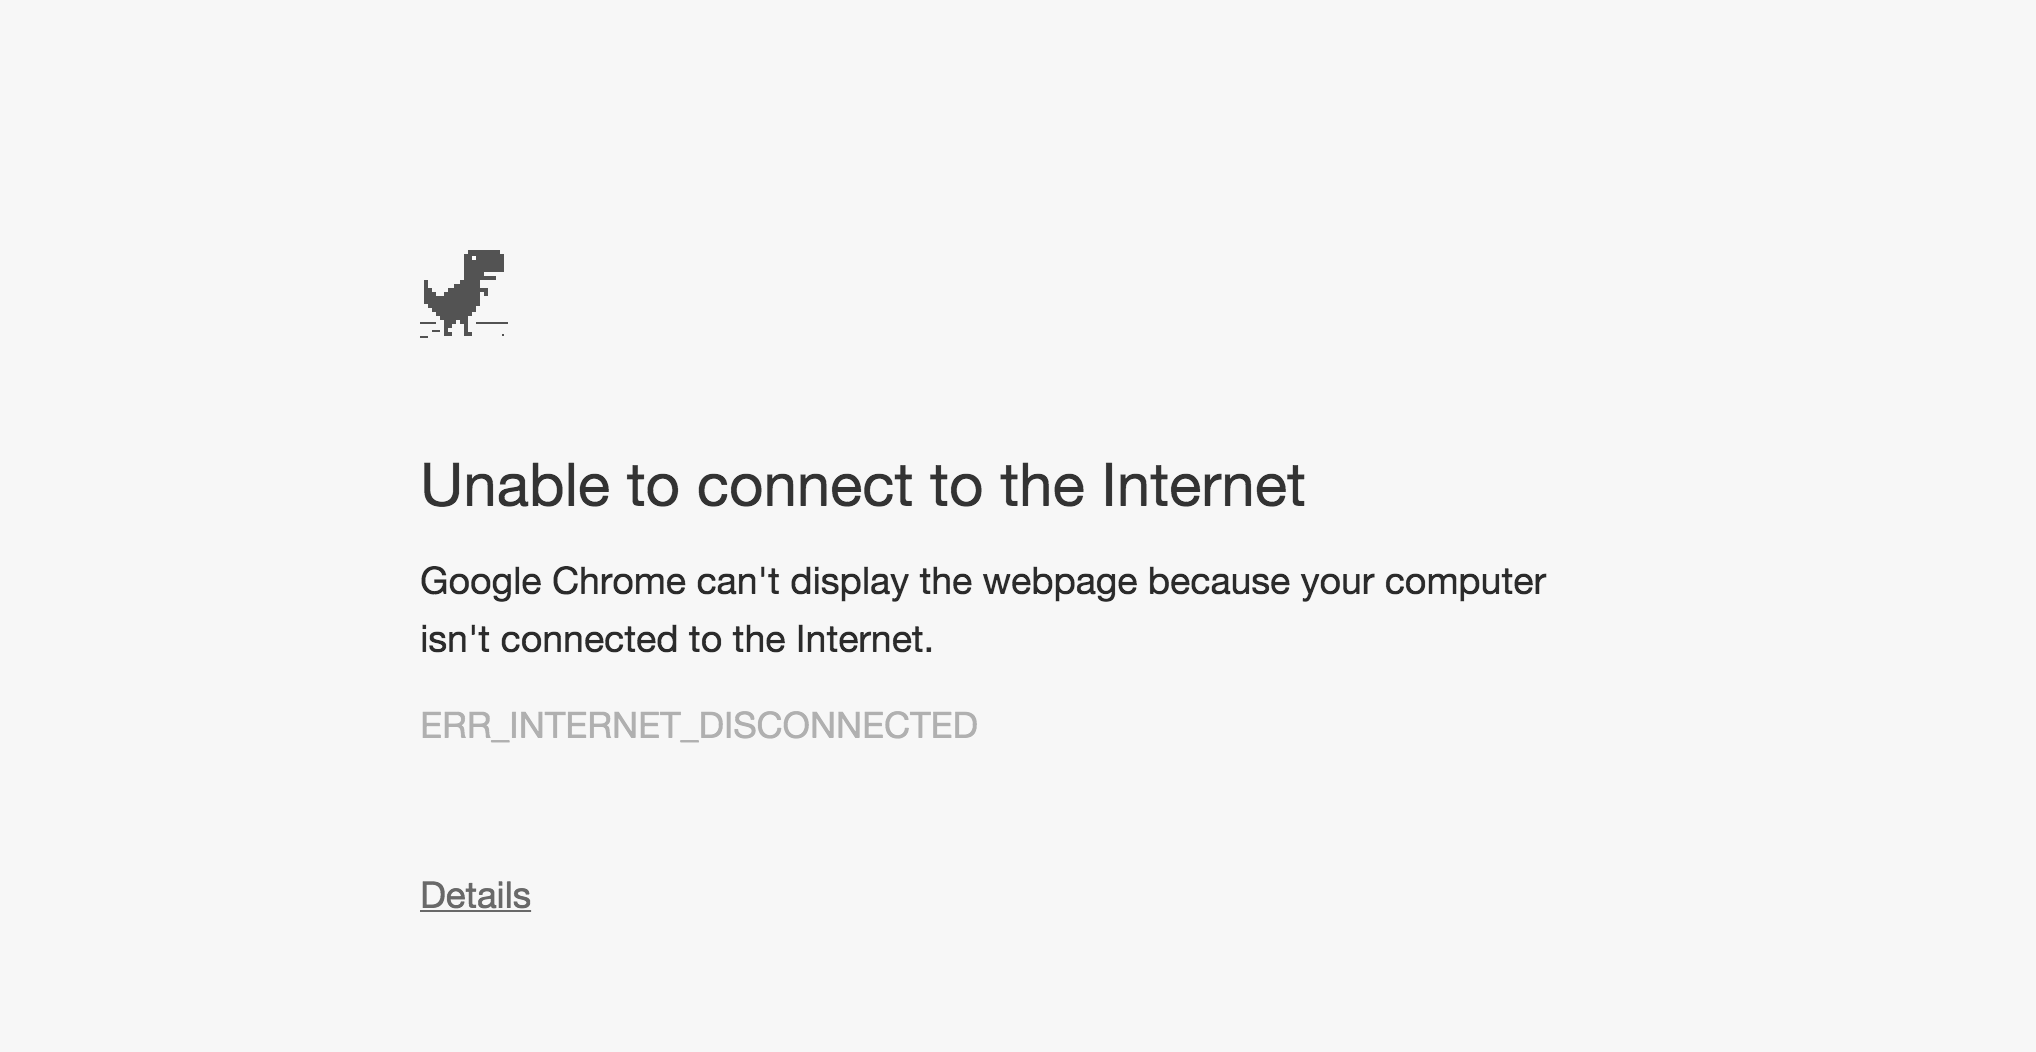 Unable to connect to the Internet
Google Chrome can't display the webpage because your computer
isn't connected to the Internet.
ERR_INTERNET_DISCONNECTED
Details